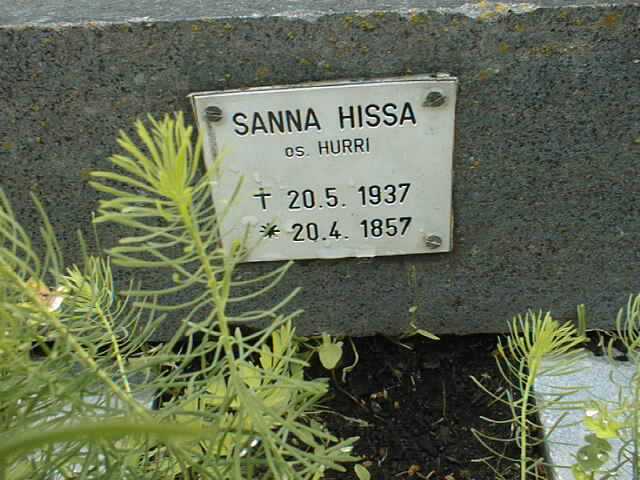 SANNA HISSA
os. HURRI
† 20.5. 1937
* 20.4. 1857